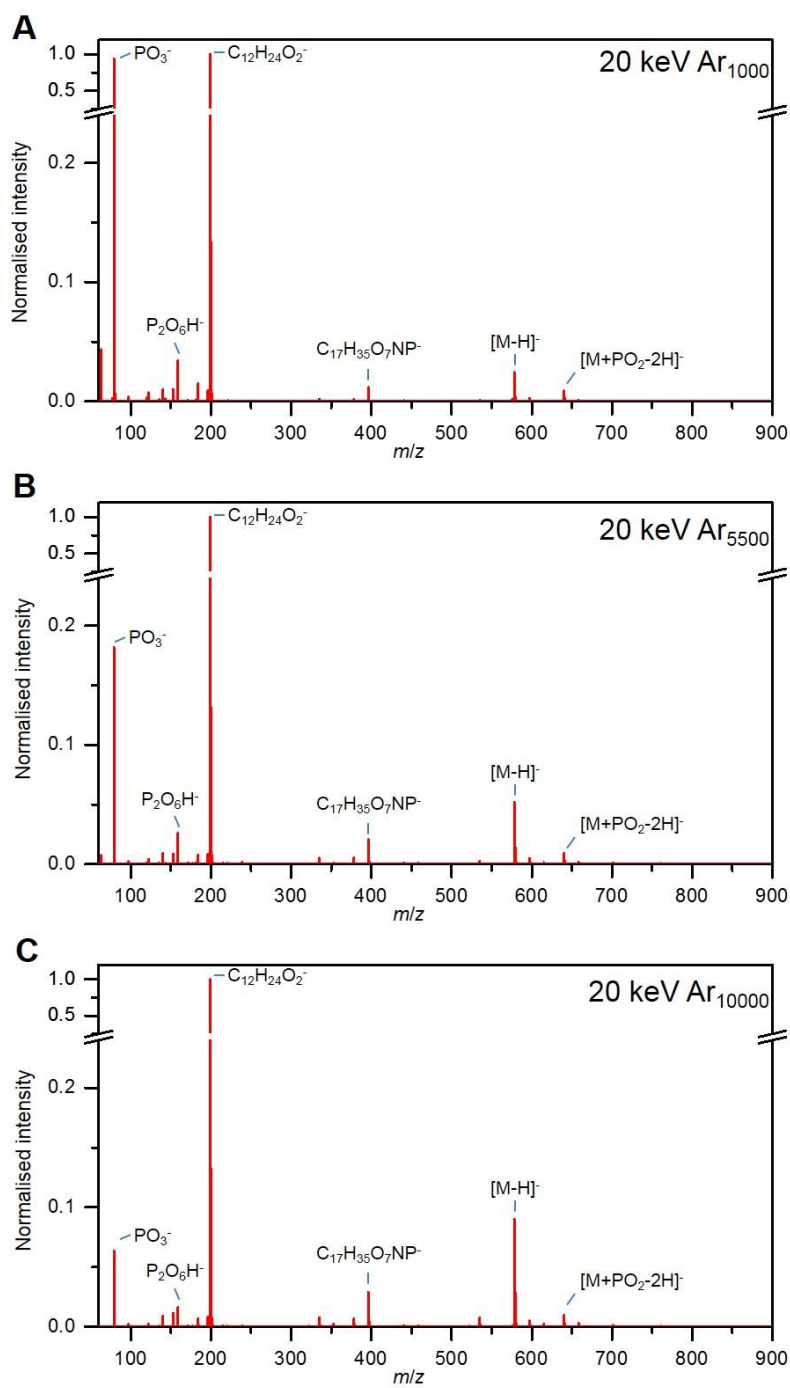 A
20 keV Ar₁₀₀₀
PO₃⁻
C₁₂H₂₄O₂⁻
P₂O₆H⁻
C₁₇H₃₅O₇NP⁻
[M-H]⁻
[M+PO₂-2H]⁻
Normalised intensity
1.0
0.5
0.2
0.1
0.0
100 200 300 400 500 600 700 800 900
m/z
B
20 keV Ar₅₅₀₀
C₁₂H₂₄O₂⁻
PO₃⁻
P₂O₆H⁻
C₁₇H₃₅O₇NP⁻
[M-H]⁻
[M+PO₂-2H]⁻
Normalised intensity
1.0
0.5
0.2
0.1
0.0
100 200 300 400 500 600 700 800 900
m/z
C
20 keV Ar₁₀₀₀₀
C₁₂H₂₄O₂⁻
PO₃⁻
P₂O₆H⁻
C₁₇H₃₅O₇NP⁻
[M-H]⁻
[M+PO₂-2H]⁻
Normalised intensity
1.0
0.5
0.2
0.1
0.0
100 200 300 400 500 600 700 800 900
m/z